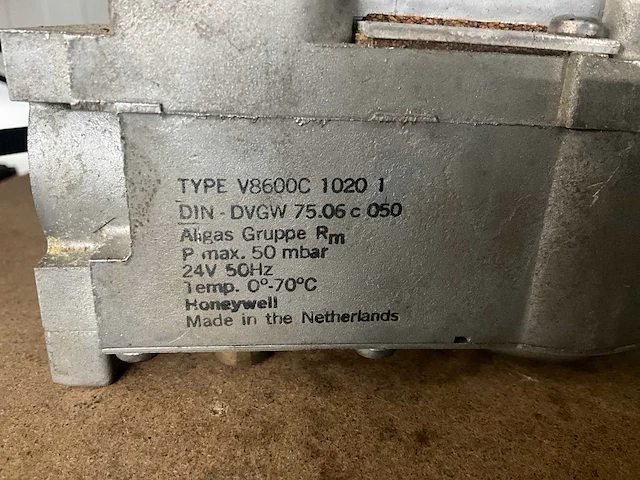 TYPE V8600C 1020 1
DIN - DVGW 75.06 c 050
Allgas Gruppe Rm
P max. 50 mbar
24V 50Hz
Temp. 0°-70°C
Honeywell
Made in the Netherlands